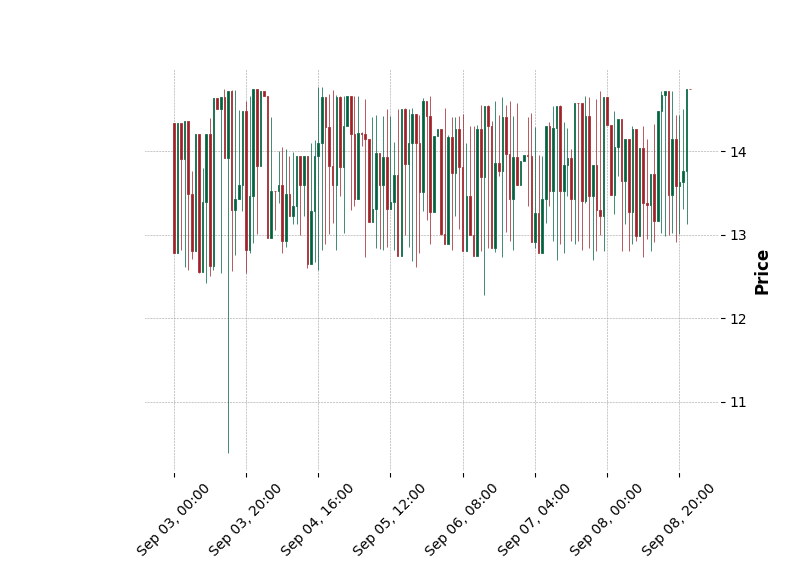 14
13
12
11
Price
Sep 03, 00:00
Sep 03, 20:00
Sep 04, 16:00
Sep 05, 12:00
Sep 06, 08:00
Sep 07, 04:00
Sep 08, 00:00
Sep 08, 20:00